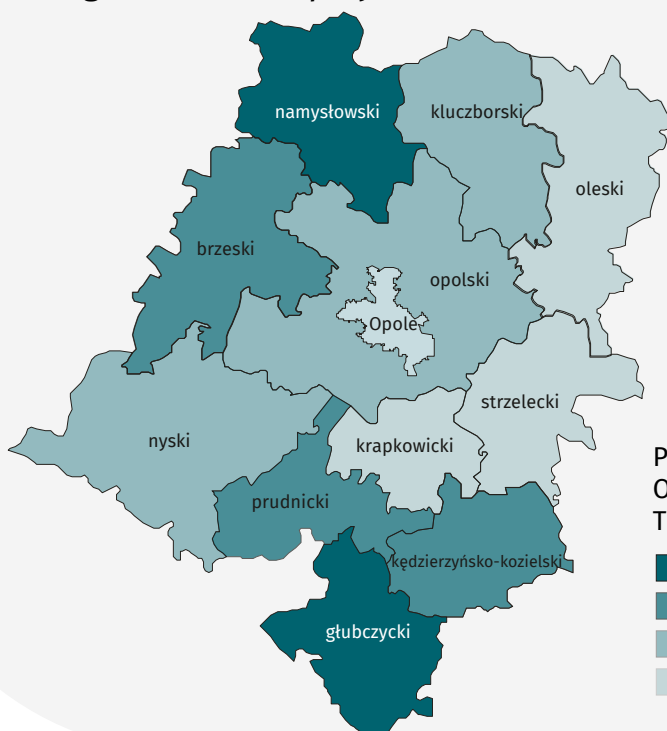 namysłowski
kluczborski
oleski
brzeski
opolski
Opole
strzelecki
nyski
krapkowicki
prudnicki
kędzierzyńsko-kozielski
głubczycki
P
O
T